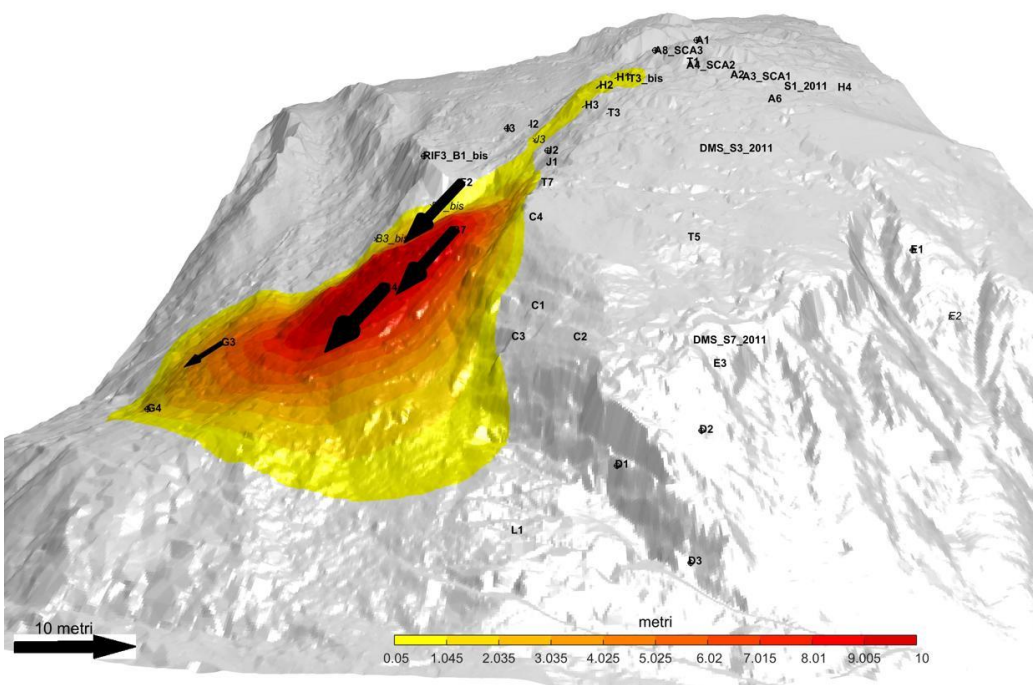 A1
A8_SCA3
T1
A4_SCA2
A2
A3_SCA1
H1
T3_bis
H2
S1_2011
H4
A6
H3
T3
I2
I3
J3
DMS_S3_2011
J2
RIF3_B1_bis
J1
T7
C4
T5
B3_bis
E1
C1
E2
C3
C2
DMS_S7_2011
G3
E3
G4
D2
D1
L1
D3
10 metri
metri
0.05 1.045 2.035 3.035 4.025 5.025 6.02 7.015 8.01 9.005 10